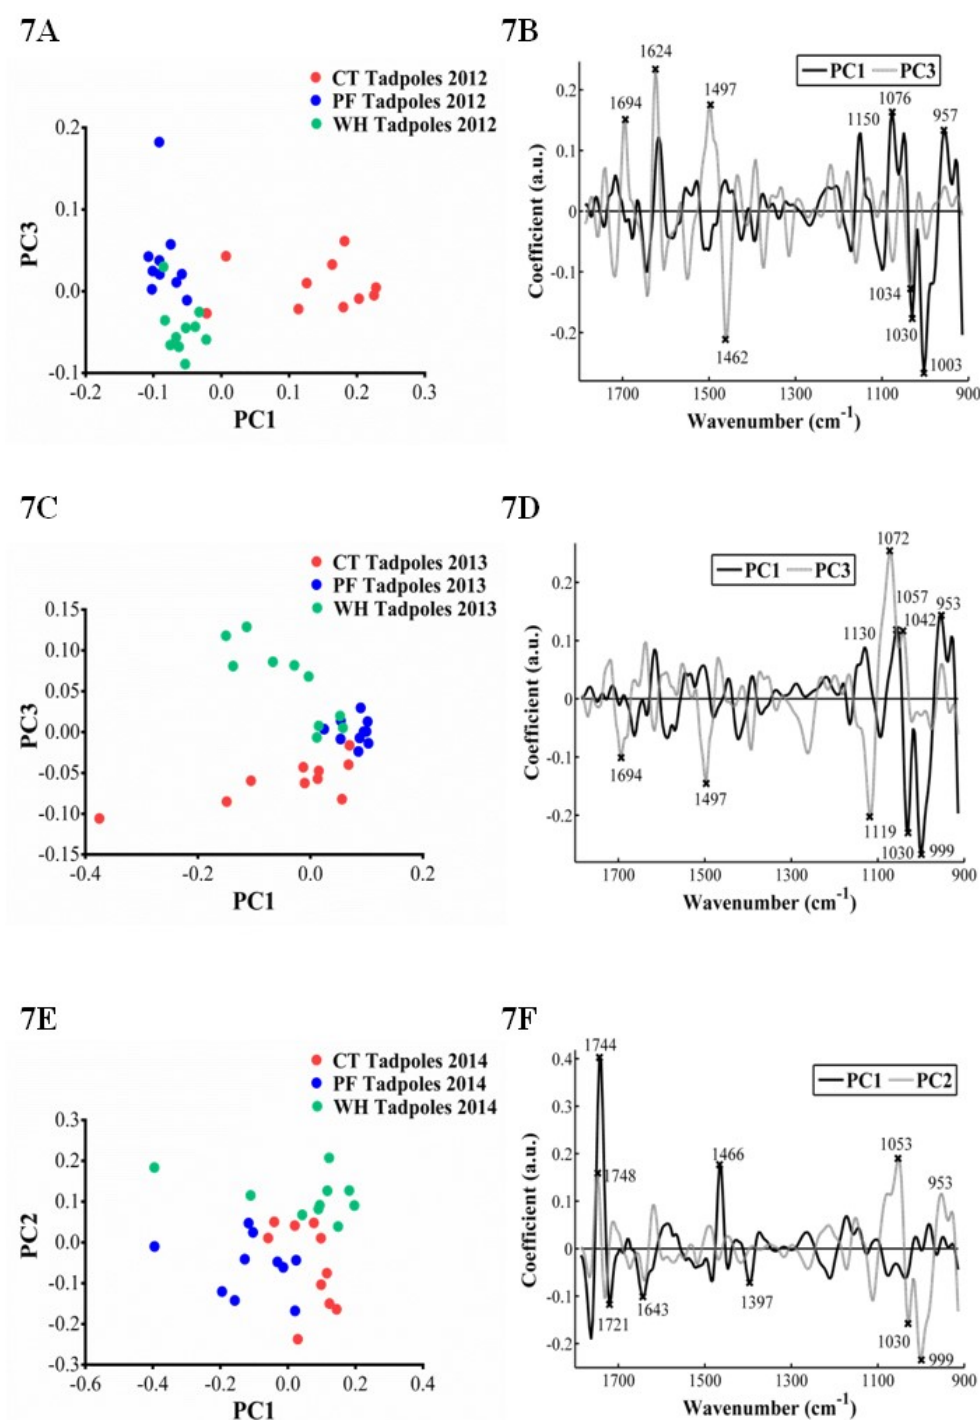 7A
CT Tadpoles 2012
PF Tadpoles 2012
WH Tadpoles 2012
0.2
0.1
0.0
-0.1
PC3
-0.2
-0.1
0.0
0.1
0.2
0.3
PC1
7B
PC1
PC3
1624
1694
1497
1150
1076
957
1034
1030
1003
1462
0.2
0.1
0
-0.1
-0.2
Coefficient (a.u.)
1700
1500
1300
1100
900
Wavenumber (cm-1)
7C
CT Tadpoles 2013
PF Tadpoles 2013
WH Tadpoles 2013
0.15
0.10
0.05
0.00
-0.05
-0.10
-0.15
PC3
-0.4
-0.2
0.0
0.2
PC1
7D
PC1
PC3
1072
1057
1042
953
1130
1694
1497
1119
1030
999
0.2
0.1
0
-0.1
-0.2
Coefficient (a.u.)
1700
1500
1300
1100
900
Wavenumber (cm-1)
7E
CT Tadpoles 2014
PF Tadpoles 2014
WH Tadpoles 2014
0.3
0.2
0.1
0.0
-0.1
-0.2
-0.3
PC2
-0.6
-0.4
-0.2
0.0
0.2
0.4
PC1
7F
PC1
PC2
1744
1748
1466
1053
953
1721
1643
1397
1030
999
0.4
0.3
0.2
0.1
0
-0.1
-0.2
Coefficient (a.u.)
1700
1500
1300
1100
900
Wavenumber (cm-1)